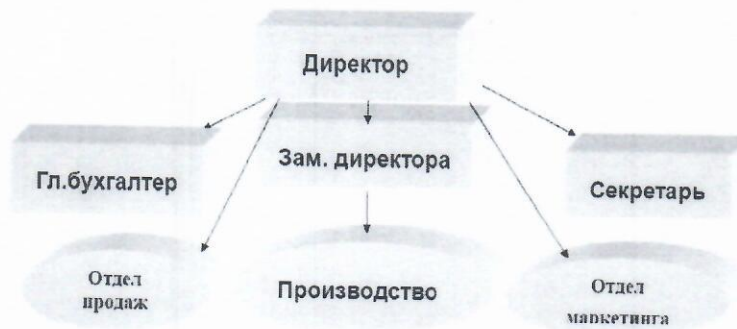 Директор
Гл.бухгалтер
Зам. директора
Секретарь
Отдел
продаж
Производство
Отдел
маркетинга